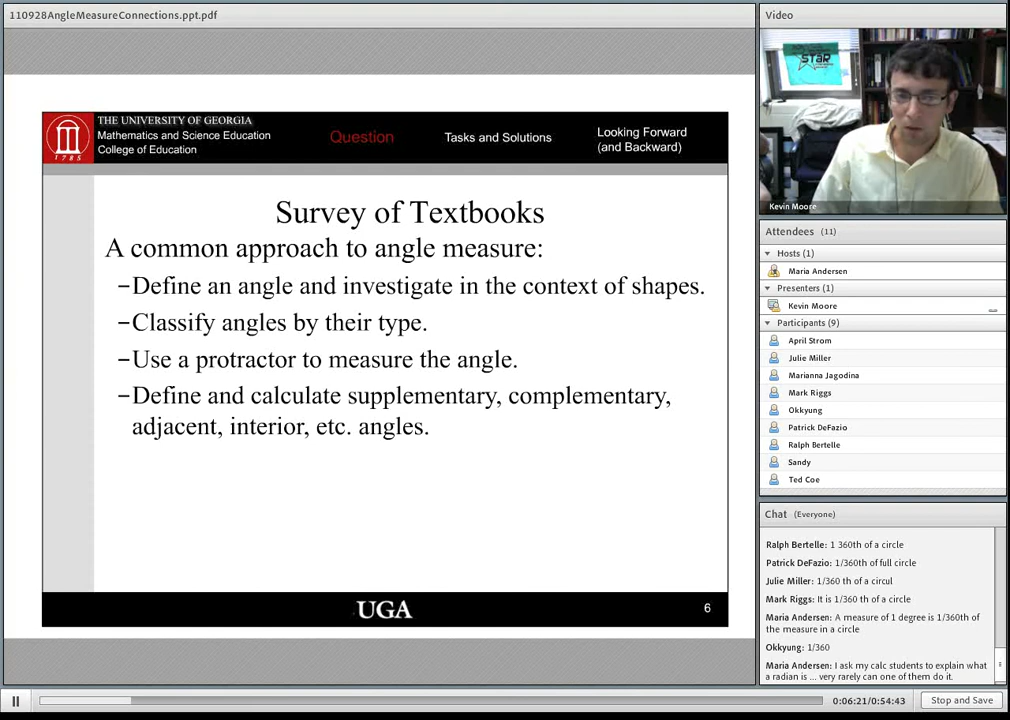 110928AngleMeasureConnections.ppt.pdf
THE UNIVERSITY OF GEORGIA
Mathematics and Science Education
College of Education
1785
Question
Tasks and Solutions
Looking Forward
(and Backward)
Survey of Textbooks
A common approach to angle measure:
–Define an angle and investigate in the context of shapes.
–Classify angles by their type.
–Use a protractor to measure the angle.
–Define and calculate supplementary, complementary,
adjacent, interior, etc. angles.
UGA
6
Video
STaR
Kevin Moore
Attendees (11)
Hosts (1)
Maria Andersen
Presenters (1)
Kevin Moore
Participants (9)
April Strom
Julie Miller
Marianna Jagodina
Mark Riggs
Okkyung
Patrick DeFazio
Ralph Bertelle
Sandy
Ted Coe
Chat (Everyone)
Ralph Bertelle: 1 360th of a circle
Patrick DeFazio: 1/360th of full circle
Julie Miller: 1/360 th of a circul
Mark Riggs: It is 1/360 th of a circle
Maria Andersen: A measure of 1 degree is 1/360th of
the measure in a circle
Okkyung: 1/360
Maria Andersen: I ask my calc students to explain what
a radian is ... very rarely can one of them do it.
0:06:21/0:54:43
Stop and Save